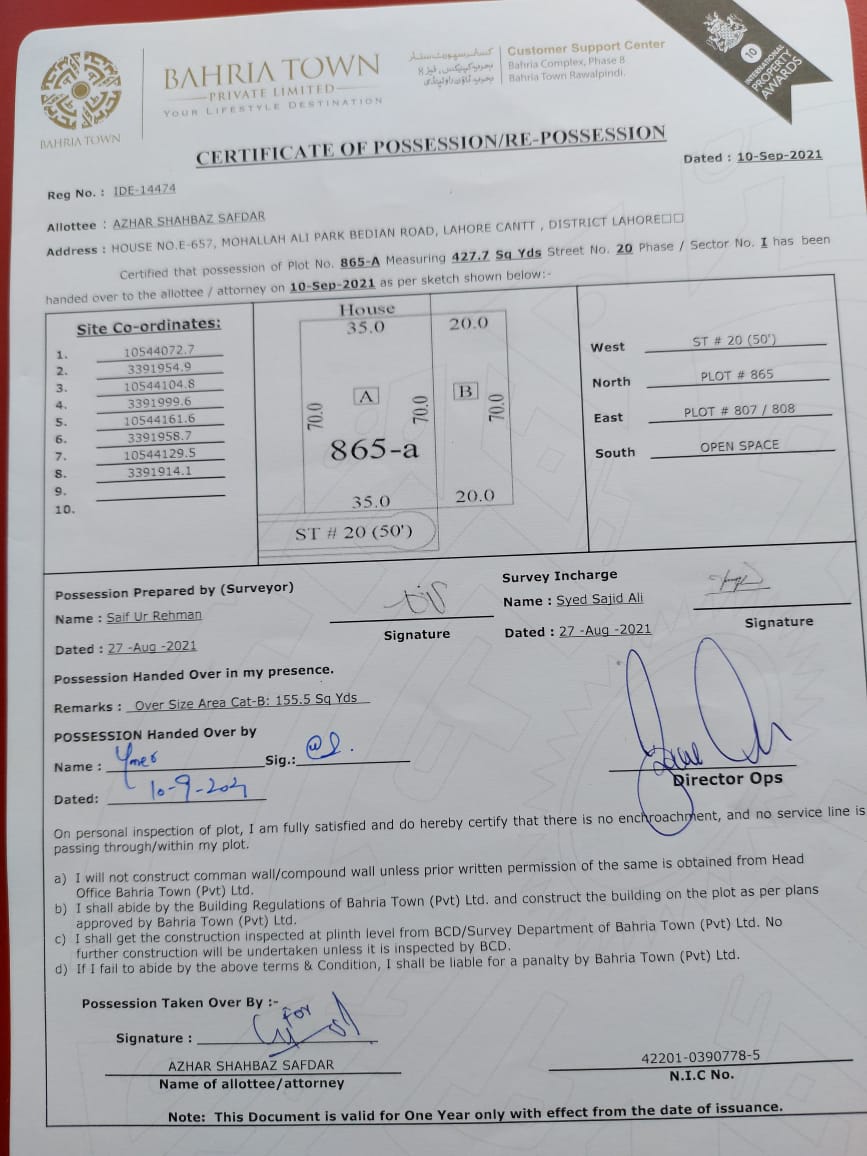 BAHRIA TOWN
BAHRIA TOWN
PRIVATE LIMITED
YOUR LIFESTYLE DESTINATION
Customer Support Center
Bahria Complex, Phase 8
Bahria Town Rawalpindi.
10
INTERNATIONAL
PROPERTY
AWARDS
CERTIFICATE OF POSSESSION/RE-POSSESSION
Dated : 10-Sep-2021
Reg No. : IDE-14474
Allottee : AZHAR SHAHBAZ SAFDAR
Address : HOUSE NO.E-657, MOHALLAH ALI PARK BEDIAN ROAD, LAHORE CANTT , DISTRICT LAHORE□□
Certified that possession of Plot No. 865-A Measuring 427.7 Sq Yds Street No. 20 Phase / Sector No. I has been
handed over to the allottee / attorney on 10-Sep-2021 as per sketch shown below:-
Site Co-ordinates:
1. 10544072.7
2. 3391954.9
3. 10544104.8
4. 3391999.6
5. 10544161.6
6. 3391958.7
7. 10544129.5
8. 3391914.1
9.
10.
House
35.0 20.0
A B
70.0 70.0 70.0
865-a
35.0 20.0
ST # 20 (50')
West ST # 20 (50')
North PLOT # 865
East PLOT # 807 / 808
South OPEN SPACE
Possession Prepared by (Surveyor)
Name : Saif Ur Rehman
Signature
Dated : 27 -Aug -2021
Survey Incharge
Name : Syed Sajid Ali
Signature
Dated : 27 -Aug -2021
Possession Handed Over in my presence.
Remarks : Over Size Area Cat-B: 155.5 Sq Yds
POSSESSION Handed Over by
Name : Sig.:
Dated: 10-9-2021
Director Ops
On personal inspection of plot, I am fully satisfied and do hereby certify that there is no enchroachment, and no service line is
passing through/within my plot.
a) I will not construct comman wall/compound wall unless prior written permission of the same is obtained from Head
Office Bahria Town (Pvt) Ltd.
b) I shall abide by the Building Regulations of Bahria Town (Pvt) Ltd. and construct the building on the plot as per plans
approved by Bahria Town (Pvt) Ltd.
c) I shall get the construction inspected at plinth level from BCD/Survey Department of Bahria Town (Pvt) Ltd. No
further construction will be undertaken unless it is inspected by BCD.
d) If I fail to abide by the above terms & Condition, I shall be liable for a panalty by Bahria Town (Pvt) Ltd.
Possession Taken Over By :-
for
Signature :
AZHAR SHAHBAZ SAFDAR
Name of allottee/attorney
42201-0390778-5
N.I.C No.
Note: This Document is valid for One Year only with effect from the date of issuance.